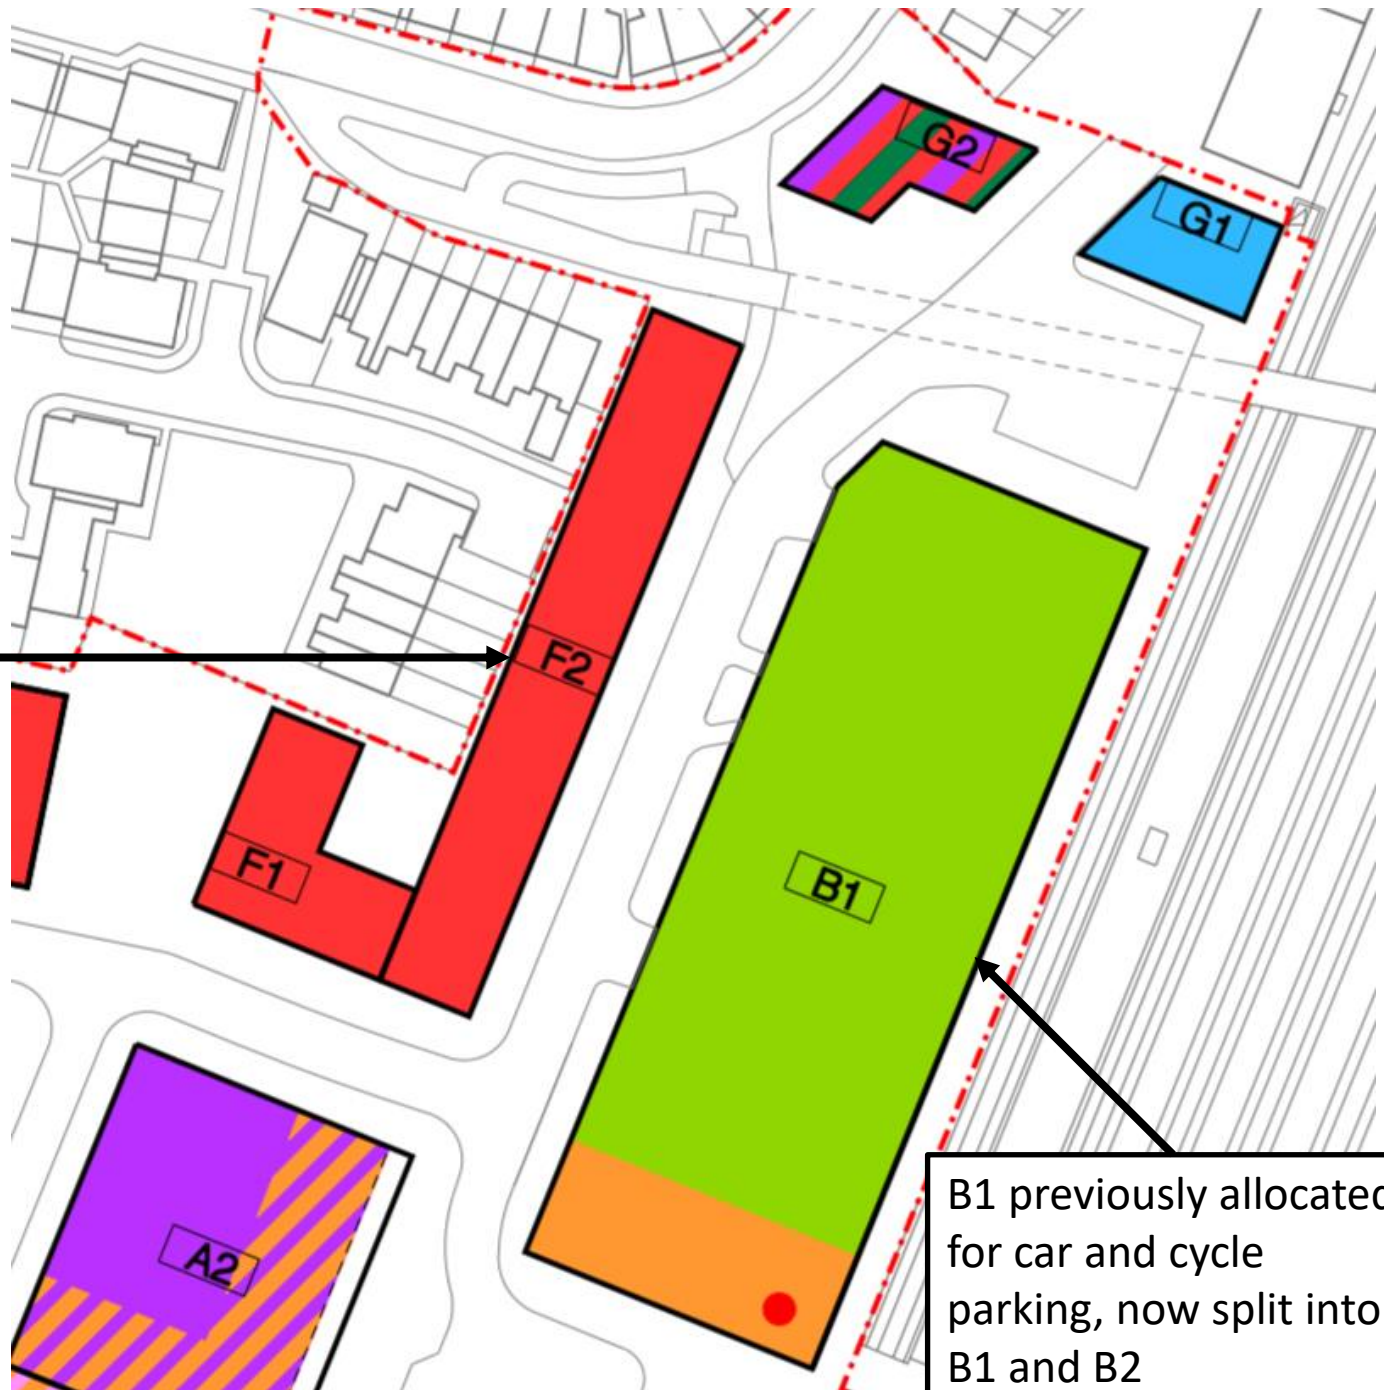 G2
G1
F2
F1
B1
A2
B1 previously allocated
for car and cycle
parking, now split into
B1 and B2